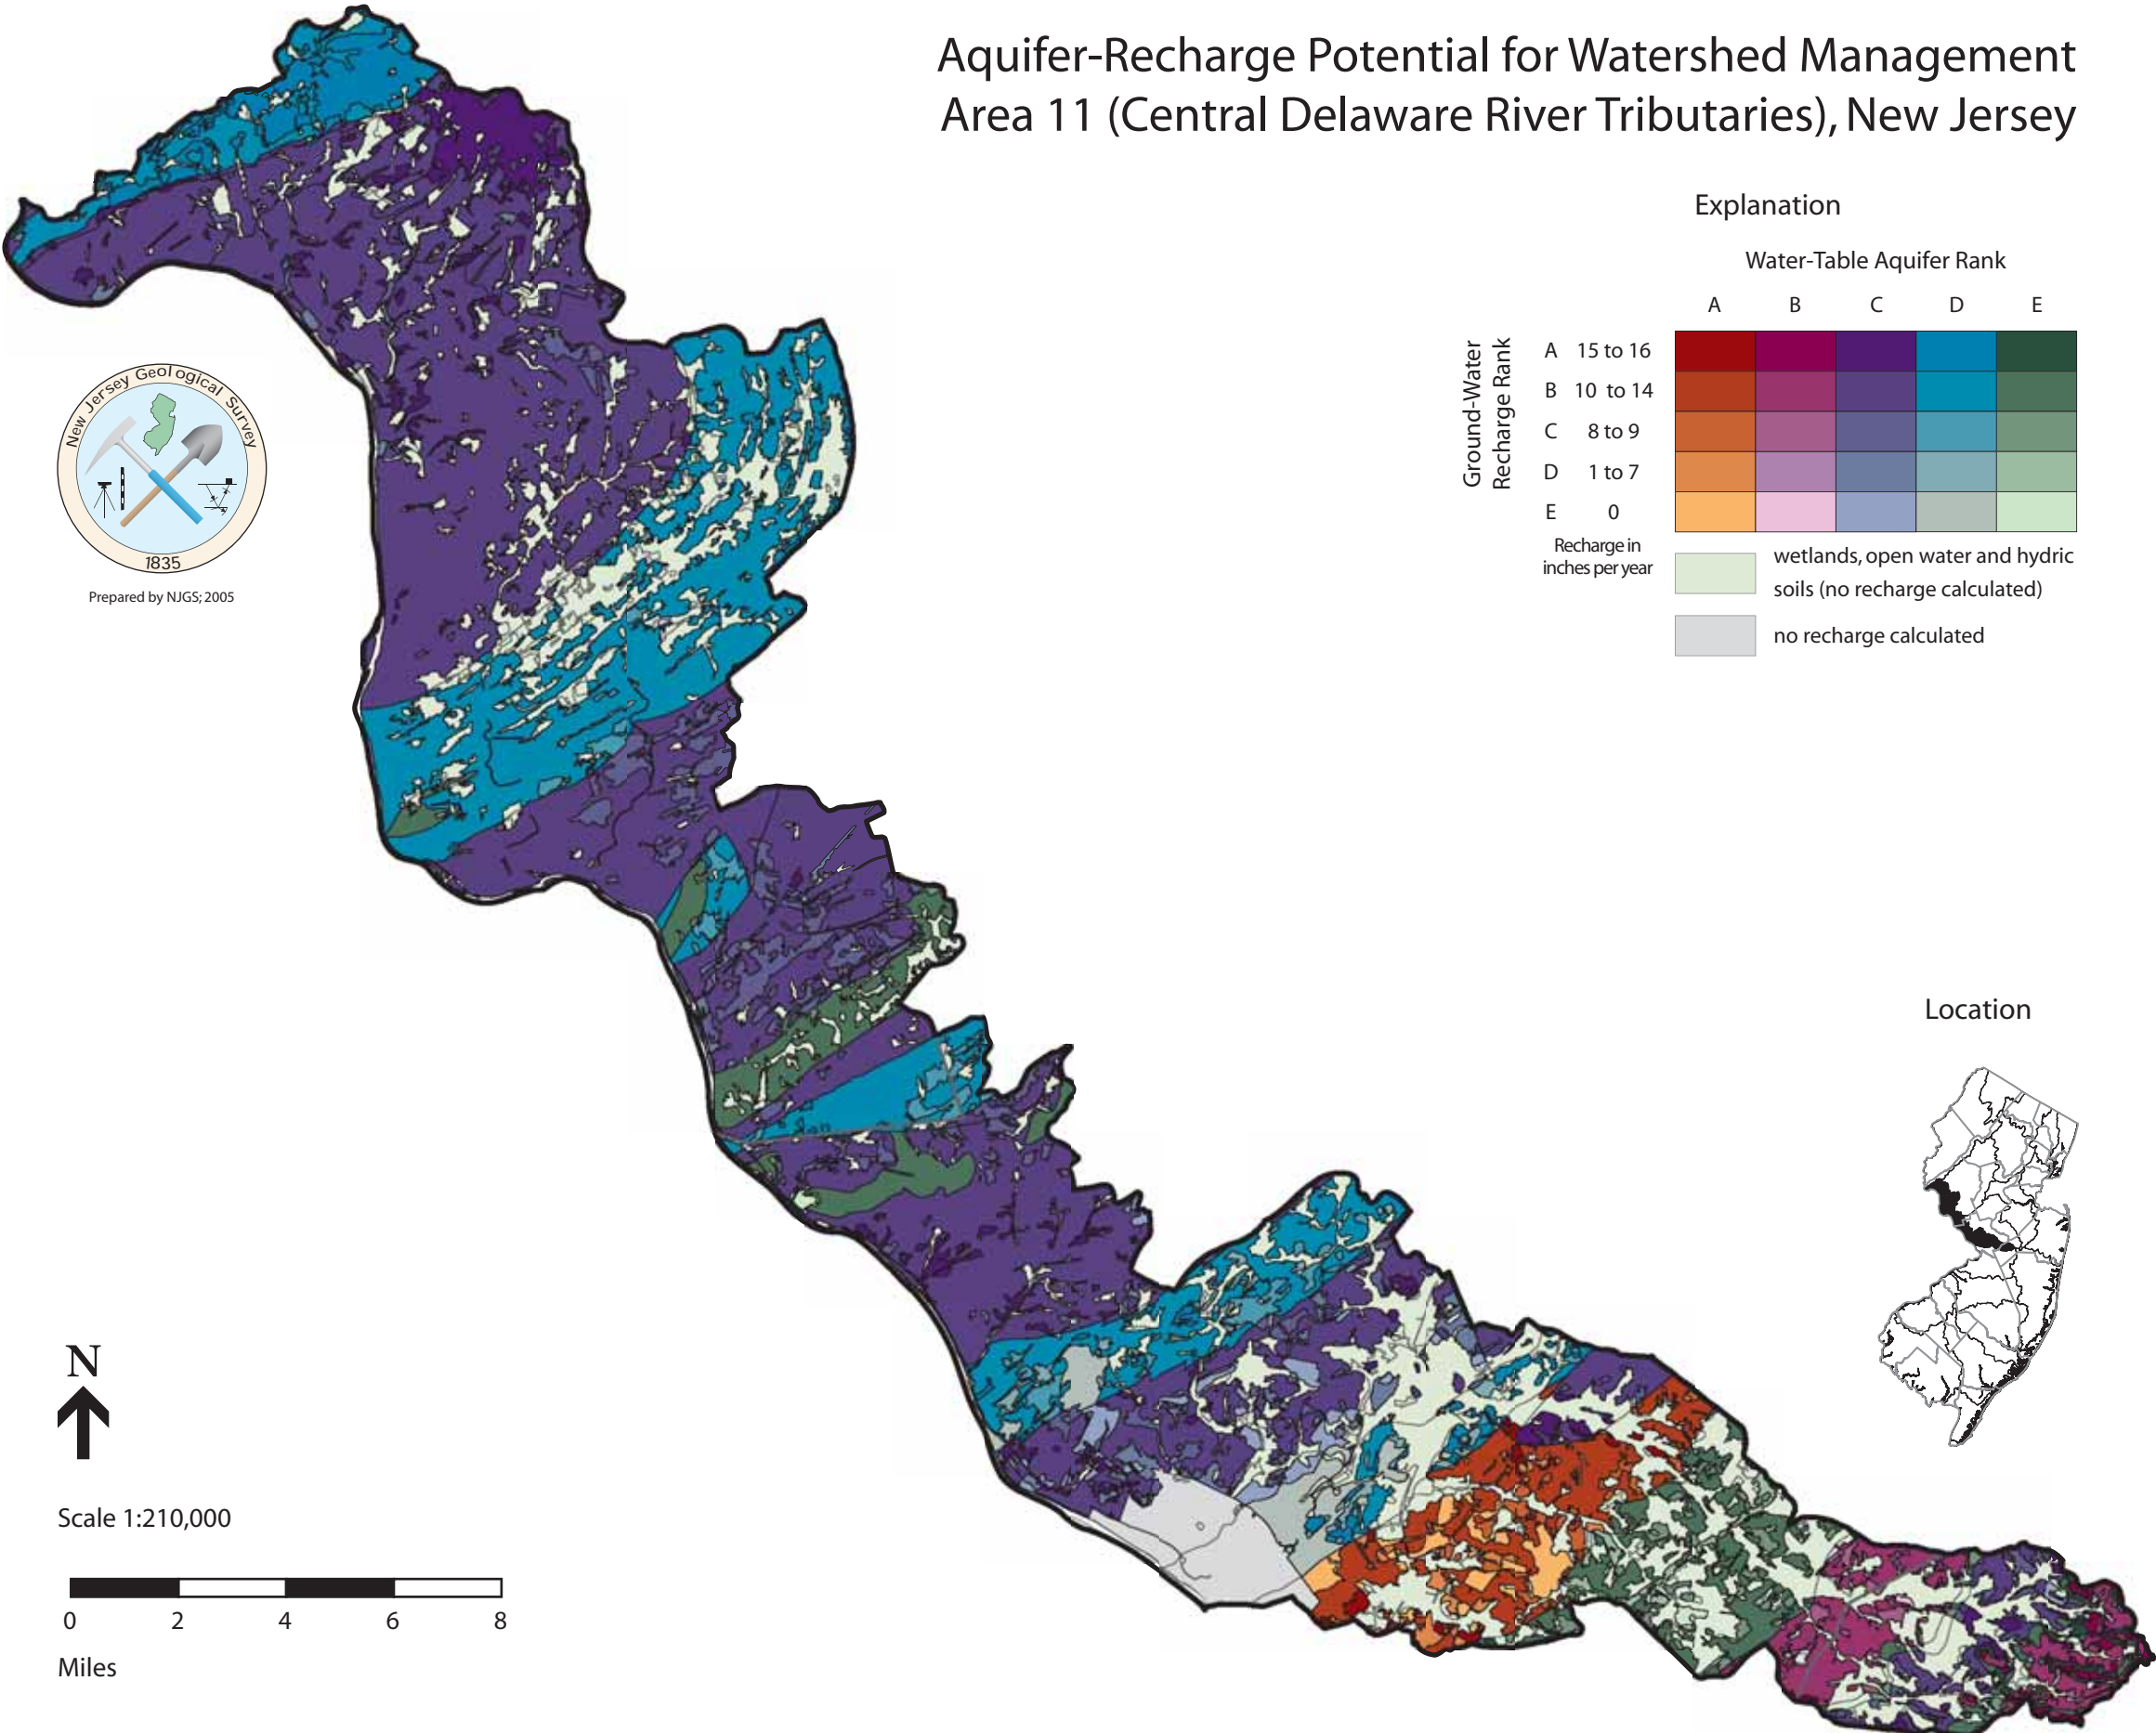 Aquifer-Recharge Potential for Watershed Management
Area 11 (Central Delaware River Tributaries), New Jersey
Explanation
Water-Table Aquifer Rank
A B C D E
Ground-Water
Recharge Rank
A 15 to 16
B 10 to 14
C 8 to 9
D 1 to 7
E 0
Recharge in
inches per year
wetlands, open water and hydric
soils (no recharge calculated)
no recharge calculated
New Jersey Geological Survey
1835
Prepared by NJGS; 2005
Location
N
Scale 1:210,000
0 2 4 6 8
Miles